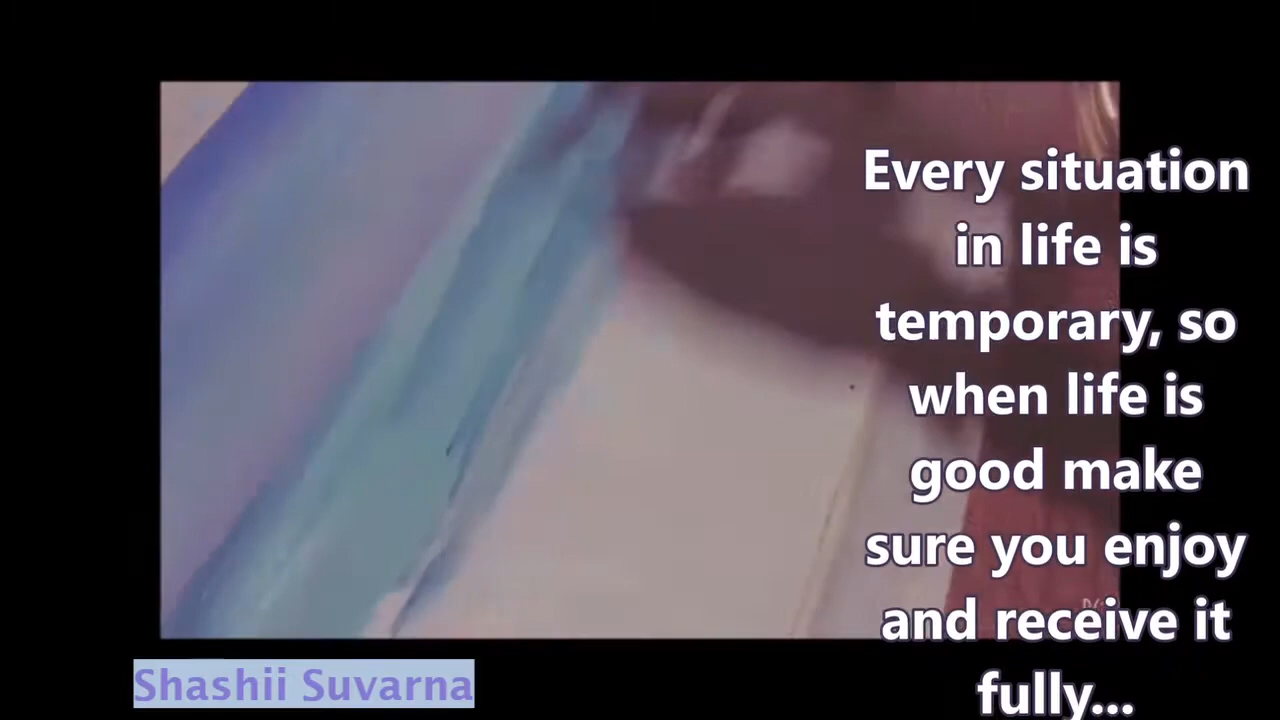 Every situation
in life is
temporary, so
when life is
good make
sure you enjoy
and receive it
fully...
Shashii Suvarna